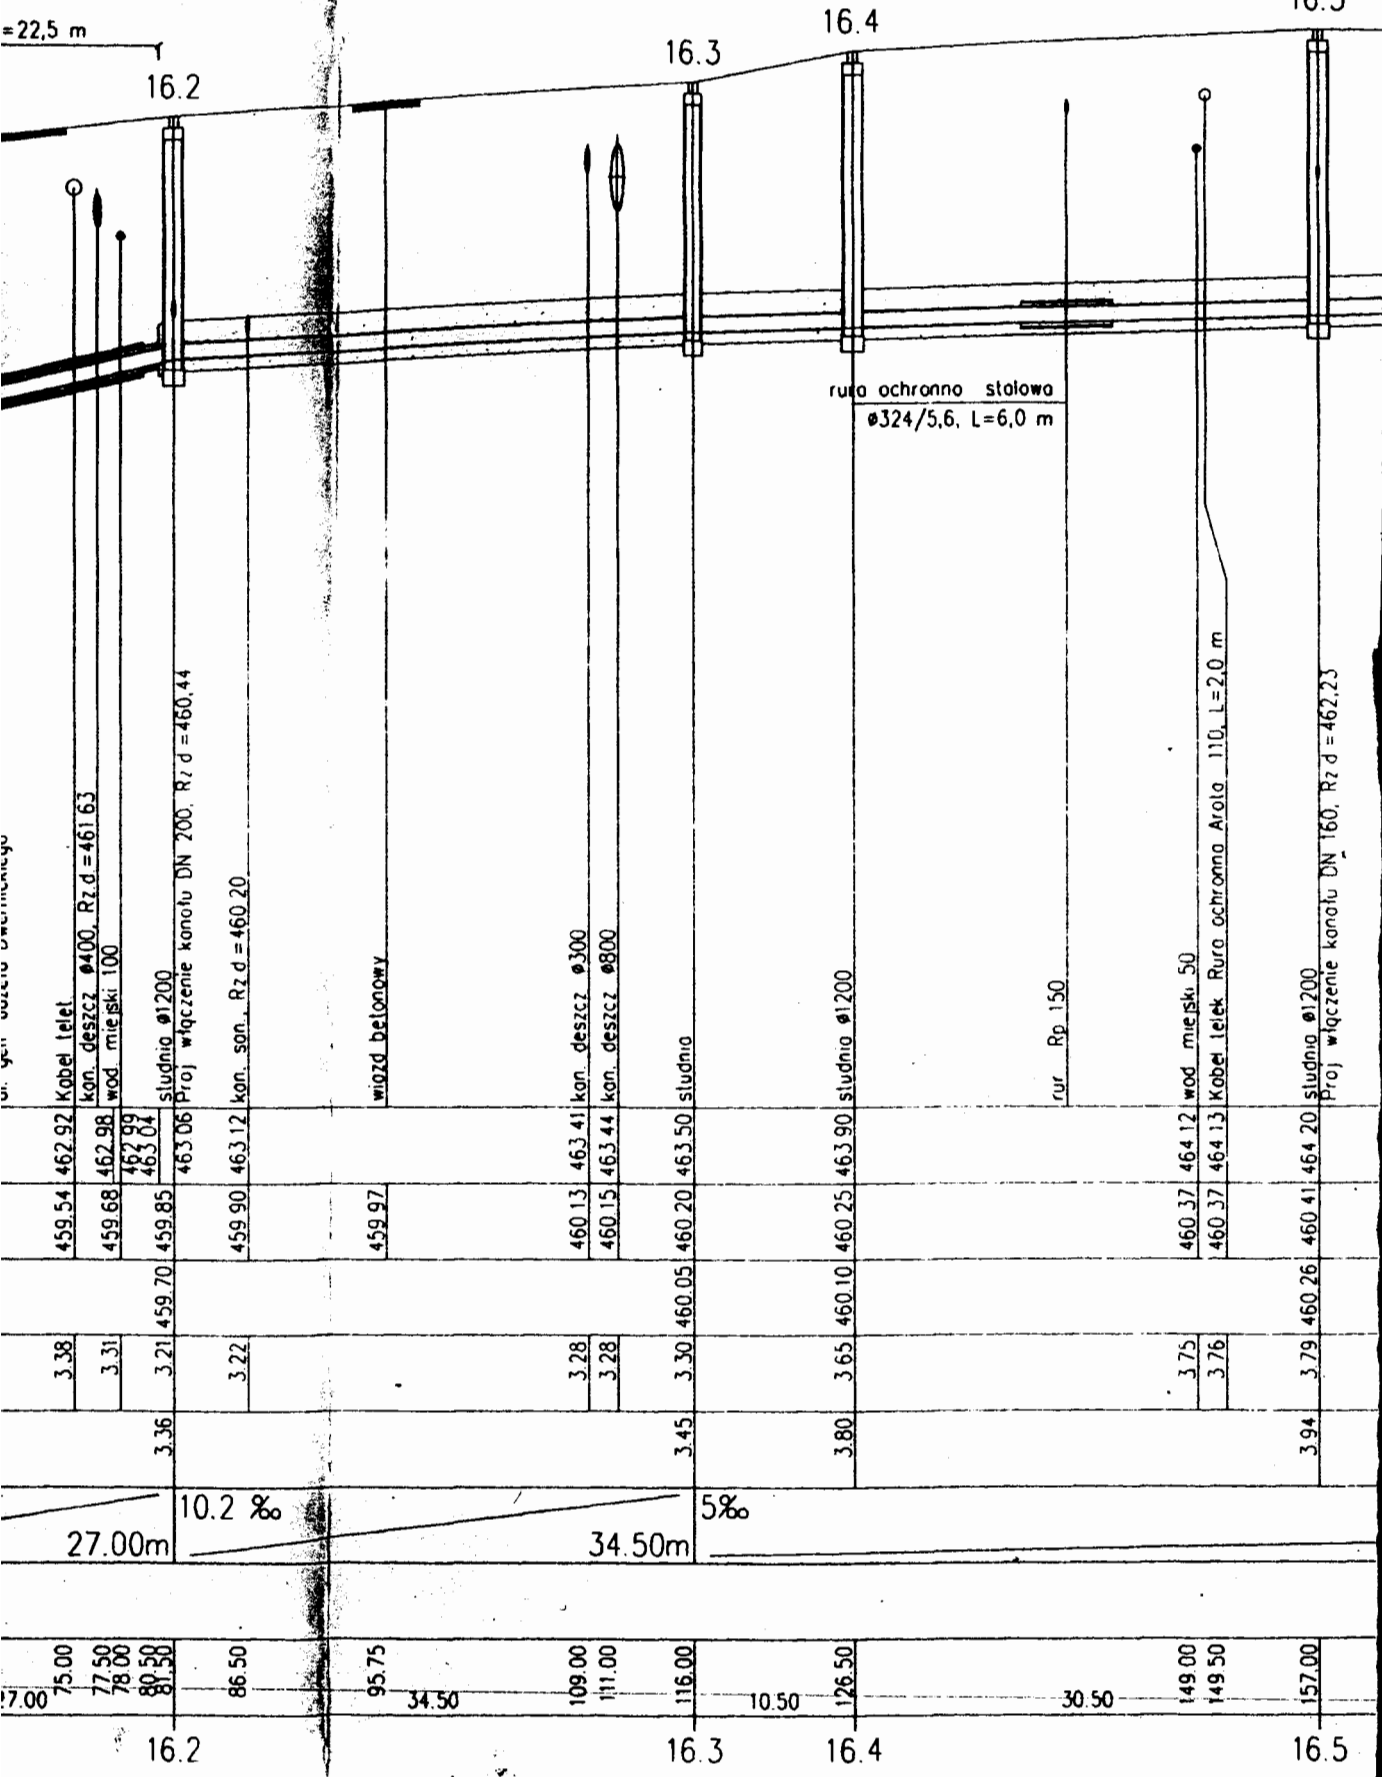 =22,5 m
16.2
16.3
16.4
16.5
rura ochronna stalowa
ø324/5,6, L=6,0 m
Kabel telet.
kan. deszcz ø400, Rz.d.=461.63
wod. miejski 100
studnia ø1200
Proj. włączenie kanału DN 200, Rz.d.=460.44
kan. san., Rz.d.=460.20
wjazd betonowy
kan. deszcz ø300
kan. deszcz ø800
studnia
studnia ø1200
rur Rp 150
wod miejski 50
Kabel telek Rura ochronna Arota 110, L=2,0 m
studnia ø1200
Proj włączenie kanału DN 160, Rz d=462.23
462.92 462.98 462.99 463.04 463.06 463.12 463.41 463.44 463.50 463.90 464.12 464.13 464.20
459.54 459.68 459.85 459.90 459.97 460.13 460.15 460.20 460.25 460.37 460.37 460.41
459.70 460.05 460.10 460.26
3.38 3.31 3.21 3.22 3.28 3.28 3.30 3.65 3.75 3.76 3.79
3.36 3.45 3.80 3.94
10.2 ‰ 5‰
27.00m 34.50m
75.00 77.50 78.00 80.50 81.50 86.50 95.75 109.00 111.00 116.00 126.50 149.00 149.50 157.00
27.00 34.50 10.50 30.50
16.2 16.3 16.4 16.5